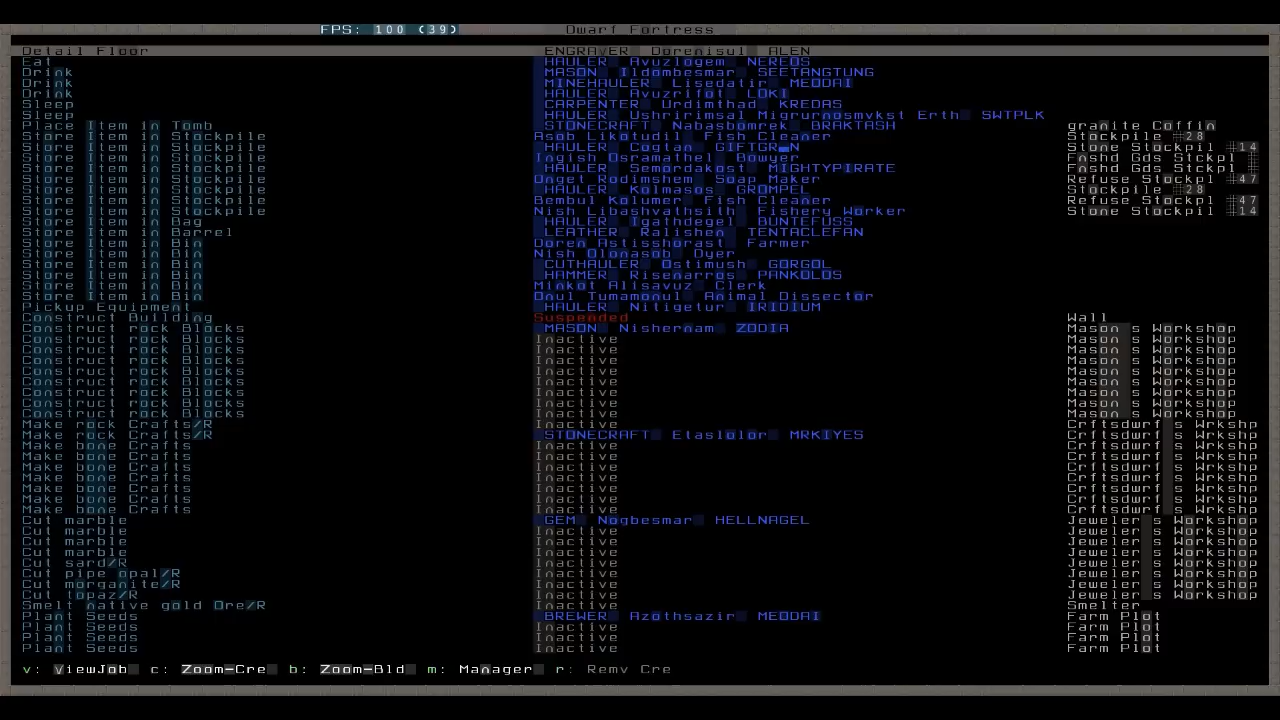 FPS: 100 (39) Dwarf Fortress
Detail Floor ENGRAVER Dorenisul ALEN
Eat HAULER Avuzlogem NEREOS
Drink MASON Ildombesmar SEETANGTUNG
Drink MINEHAULER Lisedatir MEODAI
Drink HAULER Avuzrifot LOKI
Sleep CARPENTER Urdimthad KREDAS
Sleep HAULER Ushririmsal Migrurnosmvkst Erth SWTPLK
Place Item in Tomb STONECRAFT Nabasbomrek BRAKTASH granite Coffin
Store Item in Stockpile Asob Likotudil Fish Cleaner Stockpile #28
Store Item in Stockpile HAULER Cogtan Stone Stockpil #14
Store Item in Stockpile Ingish Osramathel Bowyer Fnshd Gds Stckpl #
Store Item in Stockpile HAULER Semordakost MIGHTYPIRATE Fnshd Gds Stckpl #
Store Item in Stockpile Onget Rodimshem Soap Maker Refuse Stockpl #47
Store Item in Stockpile HAULER Kolmasos GROMPEL Stockpile #28
Store Item in Stockpile Bembul Kolumer Fish Cleaner Refuse Stockpl #47
Store Item in Stockpile Nish Libashvathsith Fishery Worker Stone Stockpil #14
Store Item in Bag HAULER Tgathdegel BUNTEFUSS
Store Item in Barrel LEATHER Ralishen TENTACLEFAN
Store Item in Bin Doren Astisshorast Farmer
Store Item in Bin Nish Olonasob Dyer
Store Item in Bin CUTHAULER Ostimush GORGOL
Store Item in Bin HAMMER Risenarros PANKOLOS
Store Item in Bin Minkot Alisavuz Clerk
Store Item in Bin Onul Tumamonul Animal Dissector
Pickup Equipment HAULER Nitigetur IRIDIUM
Construct Building Suspended Wall
Construct rock Blocks MASON Nishernam ZODIA Mason s Workshop
Construct rock Blocks Inactive Mason s Workshop
Construct rock Blocks Inactive Mason s Workshop
Construct rock Blocks Inactive Mason s Workshop
Construct rock Blocks Inactive Mason s Workshop
Construct rock Blocks Inactive Mason s Workshop
Construct rock Blocks Inactive Mason s Workshop
Construct rock Blocks Inactive Mason s Workshop
Construct rock Blocks Inactive Mason s Workshop
Make rock Crafts/R Inactive Crftsdwrf s Wrkshp
Make rock Crafts/R STONECRAFT Etaslolor MRKIYES Crftsdwrf s Wrkshp
Make bone Crafts Inactive Crftsdwrf s Wrkshp
Make bone Crafts Inactive Crftsdwrf s Wrkshp
Make bone Crafts Inactive Crftsdwrf s Wrkshp
Make bone Crafts Inactive Crftsdwrf s Wrkshp
Make bone Crafts Inactive Crftsdwrf s Wrkshp
Make bone Crafts Inactive Crftsdwrf s Wrkshp
Make bone Crafts Inactive Crftsdwrf s Wrkshp
Cut marble GEM Nogbesmar HELLNAGEL Jeweler s Workshop
Cut marble Inactive Jeweler s Workshop
Cut marble Inactive Jeweler s Workshop
Cut marble Inactive Jeweler s Workshop
Cut sard/R Inactive Jeweler s Workshop
Cut pipe opal/R Inactive Jeweler s Workshop
Cut morganite/R Inactive Jeweler s Workshop
Cut topaz/R Inactive Jeweler s Workshop
Smelt native gold Ore/R Inactive Smelter
Plant Seeds BREWER Azothsazir MEODAI Farm Plot
Plant Seeds Inactive Farm Plot
Plant Seeds Inactive Farm Plot
Plant Seeds Inactive Farm Plot
v: ViewJob c: Zoom-Cre b: Zoom-Bld m: Manager r: Remv Cre